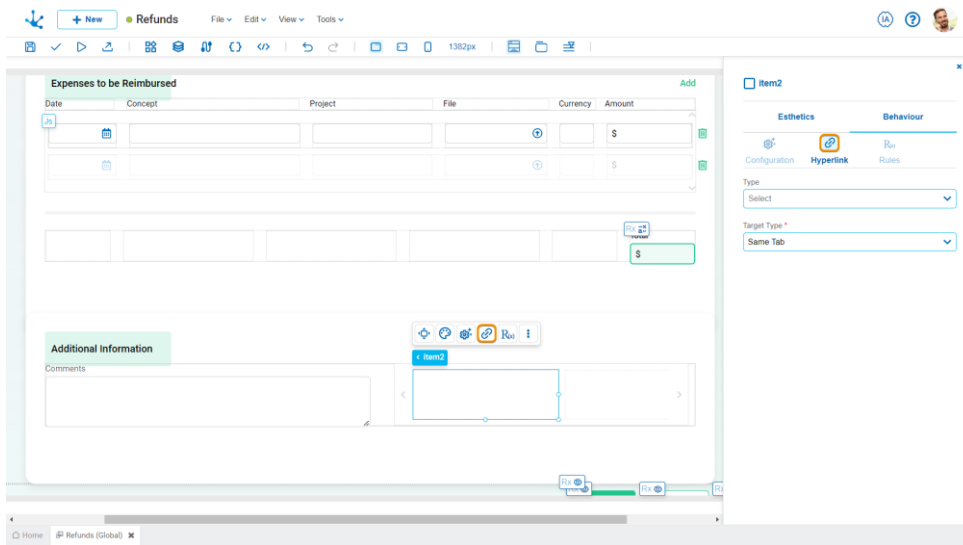 + New
Refunds
File
Edit
View
Tools
IA
?
1382px
Expenses to be Reimbursed
Add
Date
Concept
Project
File
Currency
Amount
Js
$
$
Rx
$
Additional Information
R(x)
item2
Comments
Rx
Rx
item2
Esthetics
Behaviour
Configuration
Hyperlink
R(x)
Rules
Type
Select
Target Type *
Same Tab
Home
Refunds (Global)